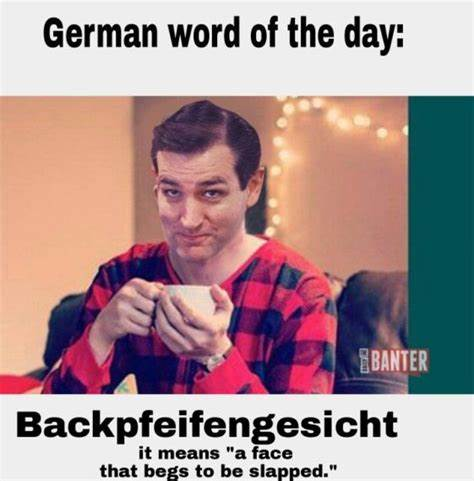 German word of the day:
BANTER
Backpfeifengesicht
it means "a face
that begs to be slapped."